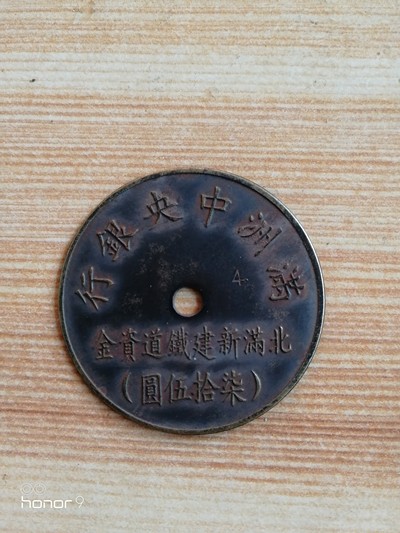 滿洲中央銀行
4
北滿新建鐵道資金
(柒拾伍圓)
honor 9